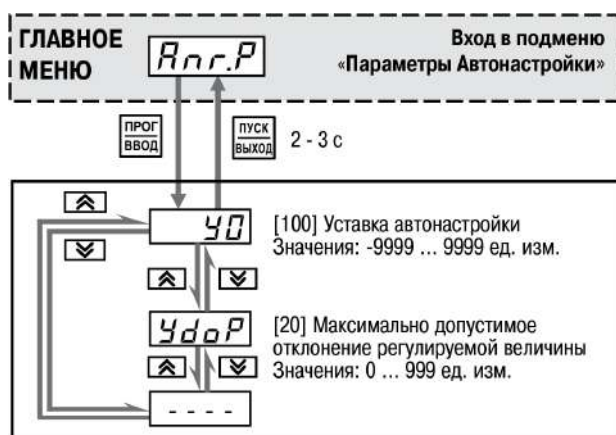 ГЛАВНОЕ МЕНЮ
Anr.P
Вход в подменю
«Параметры Автонастройки»
ПРОГ
ВВОД
ПУСК
ВЫХОД
2 - 3 с
Y0
[100] Уставка автонастройки
Значения: -9999 ... 9999 ед. изм.
YdoP
[20] Максимально допустимое
отклонение регулируемой величины
Значения: 0 ... 999 ед. изм.
- - - -